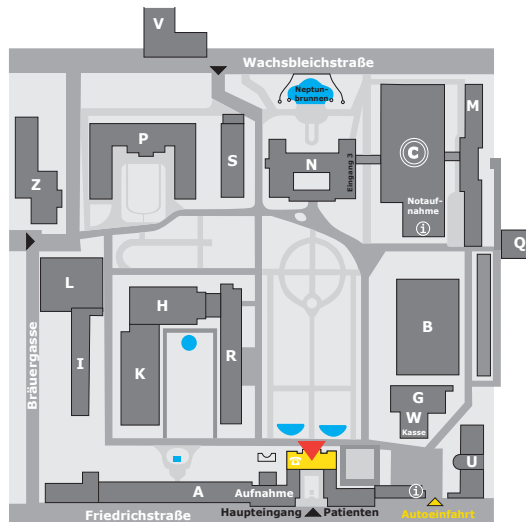 V
Wachsbleichstraße
Neptun-
brunnen
M
P
S
N
Eingang 3
C
Z
Notauf-
nahme
i
Q
L
H
B
I
K
R
G
W
Kasse
Bräuergasse
U
A
Aufnahme
i
Friedrichstraße
Haupteingang
Patienten
Autoeinfahrt